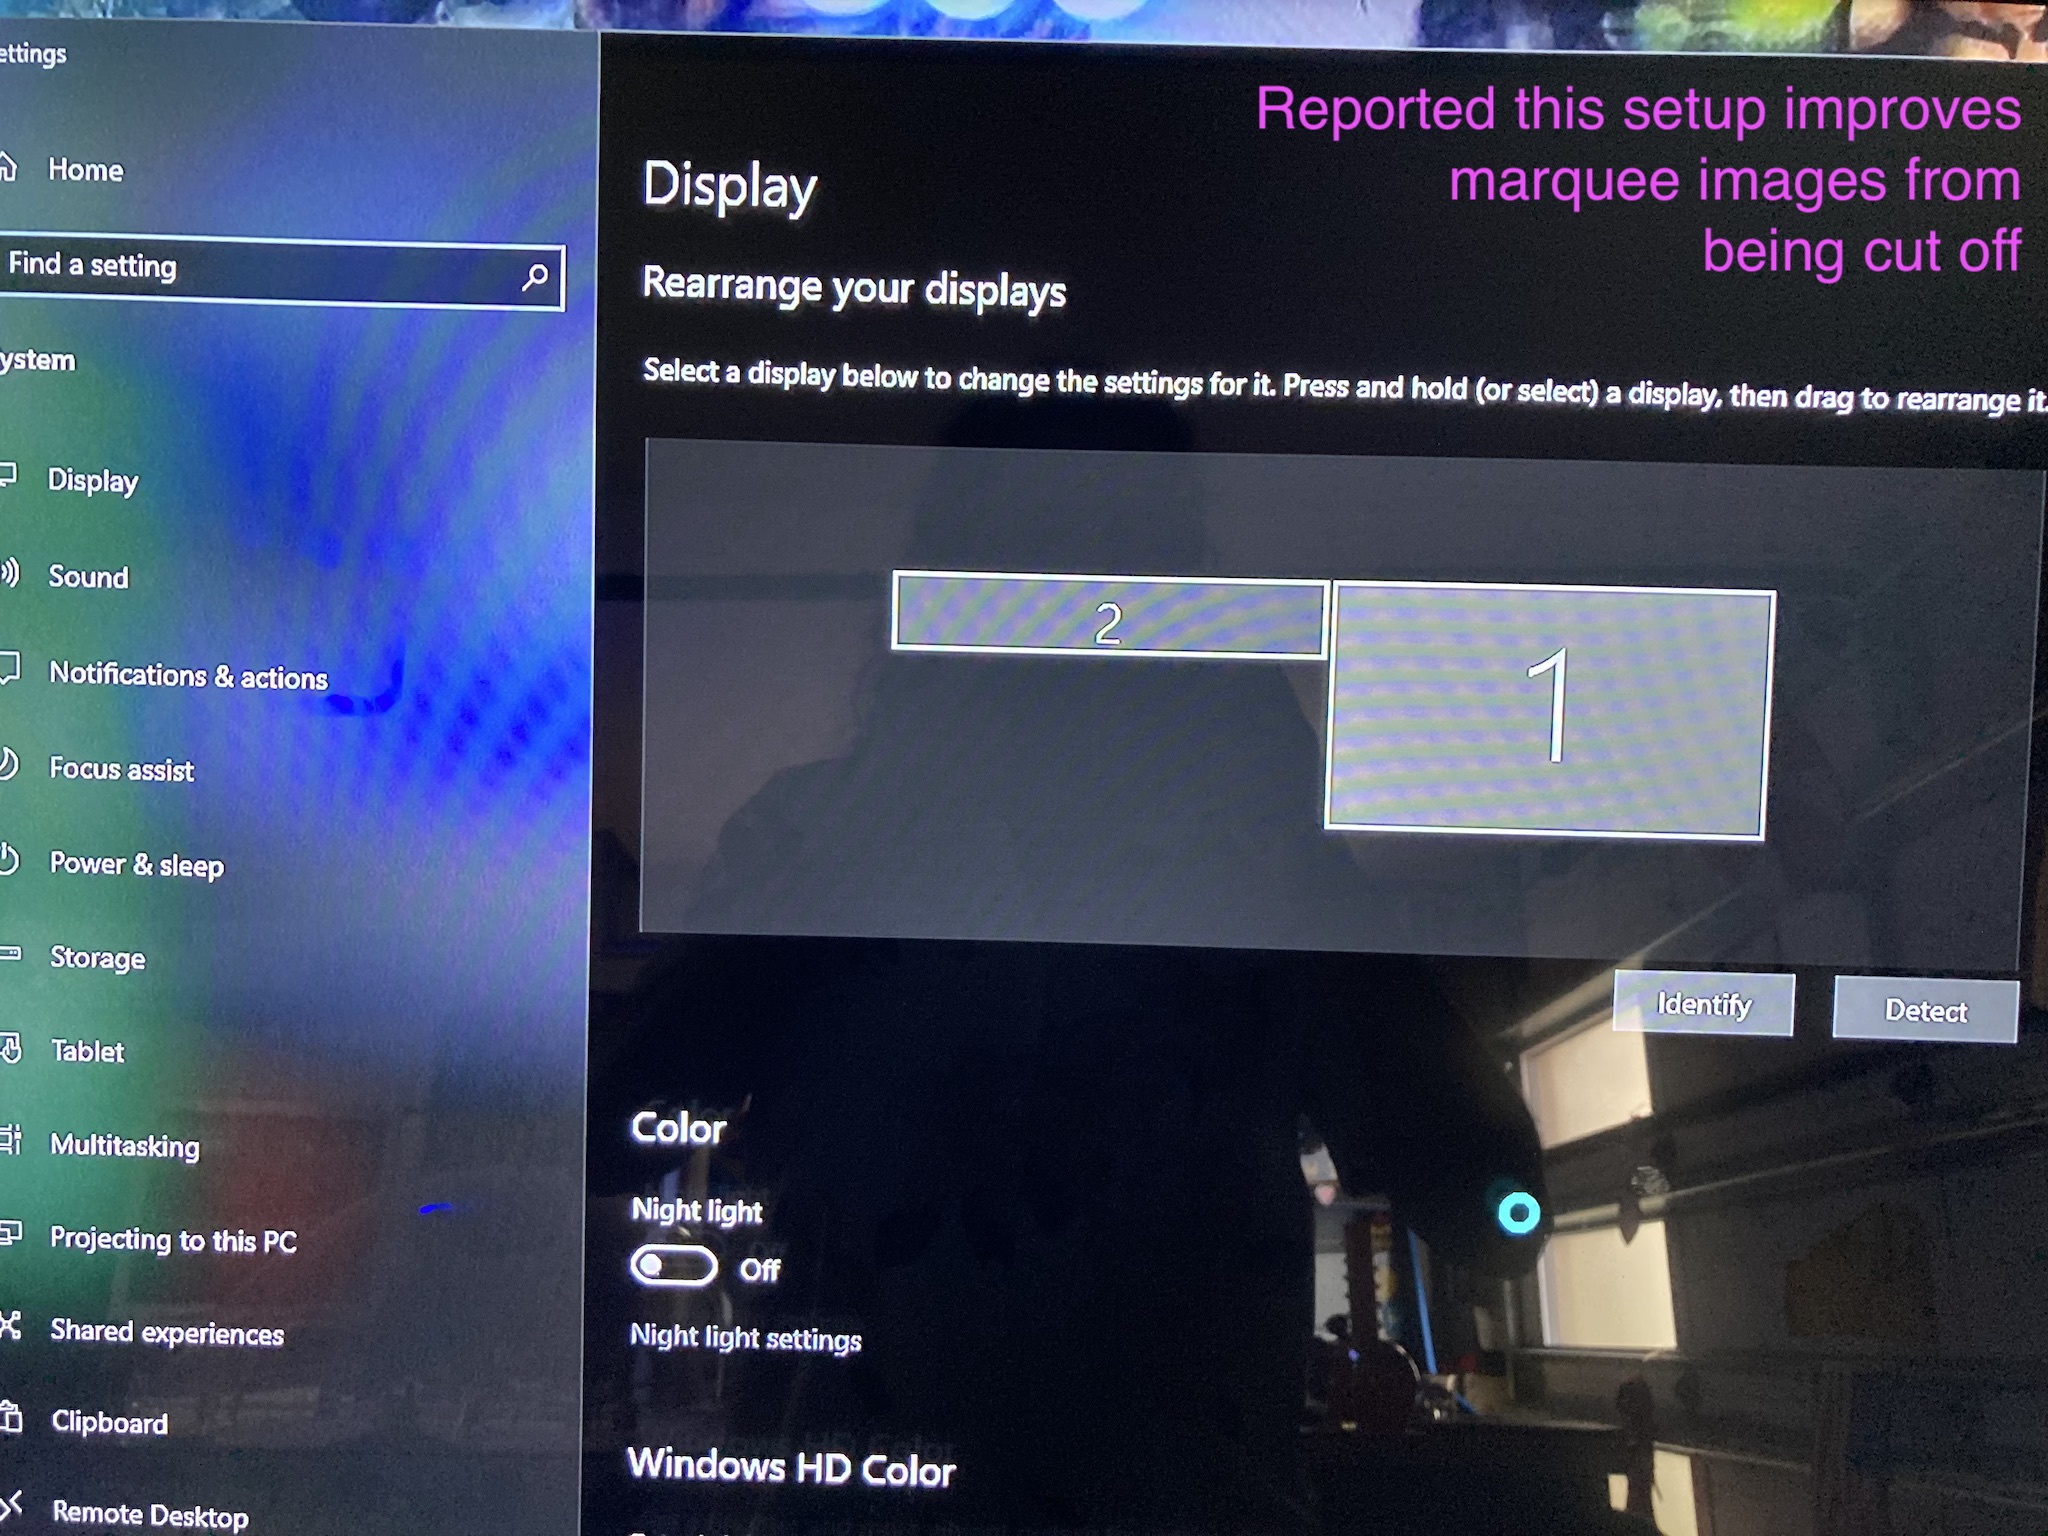 ettings
Reported this setup improves
marquee images from
being cut off
Home
Find a setting
ystem
Display
Sound
Notifications & actions
Focus assist
Power & sleep
Storage
Tablet
Multitasking
Projecting to this PC
Shared experiences
Clipboard
Remote Desktop
Display
Rearrange your displays
Select a display below to change the settings for it. Press and hold (or select) a display, then drag to rearrange it.
2
1
Identify
Detect
Color
Night light
Off
Night light settings
Windows HD Color